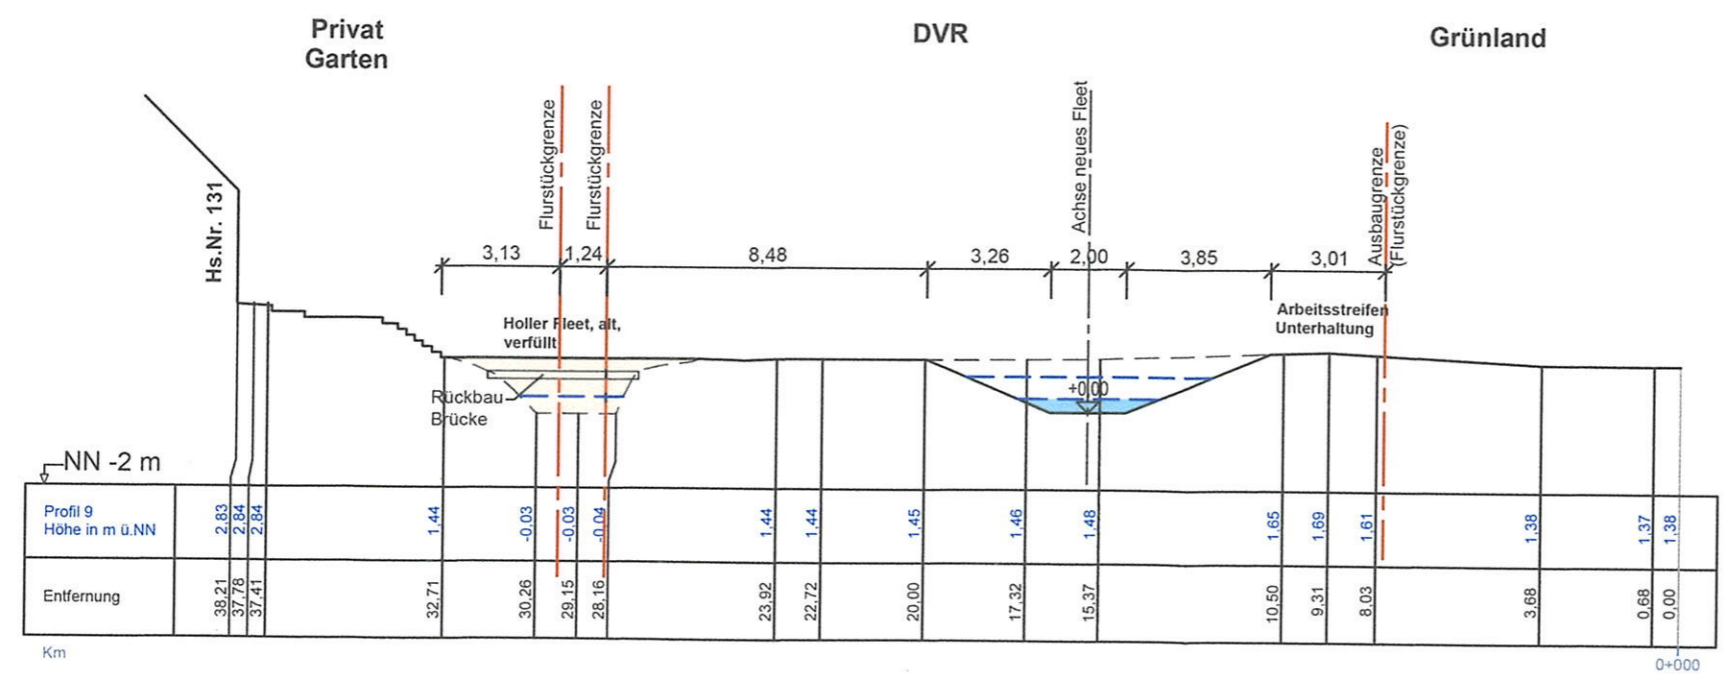 Privat
Garten
DVR
Grünland
Hs.Nr. 131
Flurstückgrenze
Flurstückgrenze
Achse neues Fleet
Ausbaugrenze
(Flurstückgrenze)
3,13 1,24 8,48 3,26 2,00 3,85 3,01
Holler Fleet, alt,
verfüllt
Arbeitsstreifen
Unterhaltung
Rückbau
Brücke
+0,00
NN -2 m
Profil 9
Höhe in m ü.NN
2,83 2,84 2,84 1,44 -0,03 -0,03 -0,04 1,44 1,44 1,45 1,46 1,48 1,65 1,69 1,61 1,38 1,37 1,38
Entfernung
38,21 37,78 37,41 32,71 30,26 29,15 28,16 23,92 22,72 20,00 17,32 15,37 10,50 9,31 8,03 3,68 0,68 0,00
Km
0+000